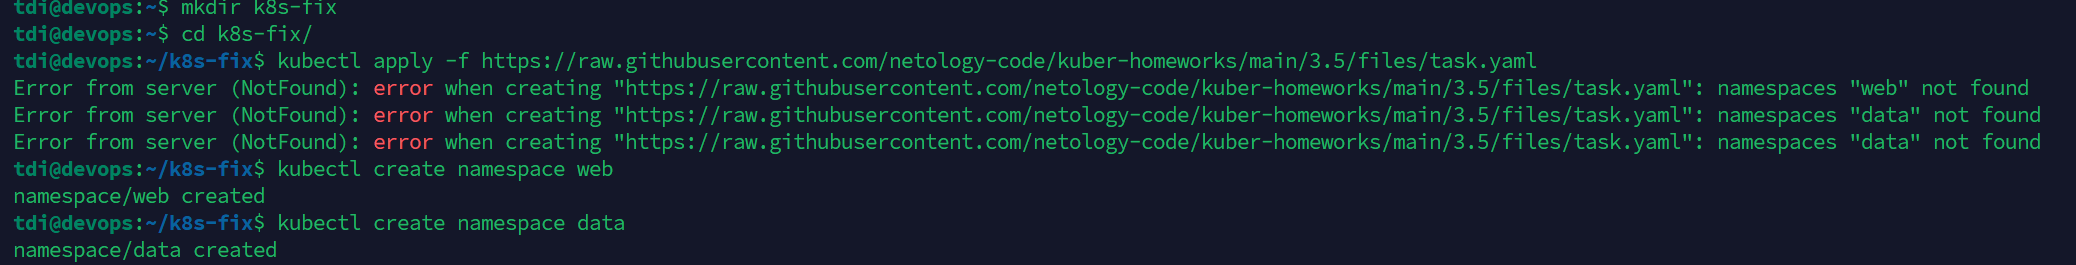 tdi@devops:~$ mkdir k8s-fix
tdi@devops:~$ cd k8s-fix/
tdi@devops:~/k8s-fix$ kubectl apply -f https://raw.githubusercontent.com/netology-code/kuber-homeworks/main/3.5/files/task.yaml
Error from server (NotFound): error when creating "https://raw.githubusercontent.com/netology-code/kuber-homeworks/main/3.5/files/task.yaml": namespaces "web" not found
Error from server (NotFound): error when creating "https://raw.githubusercontent.com/netology-code/kuber-homeworks/main/3.5/files/task.yaml": namespaces "data" not found
Error from server (NotFound): error when creating "https://raw.githubusercontent.com/netology-code/kuber-homeworks/main/3.5/files/task.yaml": namespaces "data" not found
tdi@devops:~/k8s-fix$ kubectl create namespace web
namespace/web created
tdi@devops:~/k8s-fix$ kubectl create namespace data
namespace/data created